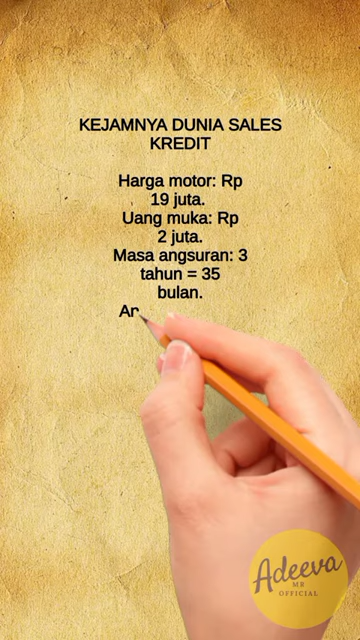 KEJAMNYA DUNIA SALES
KREDIT
Harga motor: Rp
19 juta.
Uang muka: Rp
2 juta.
Masa angsuran: 3
tahun = 35
bulan.
An
Adeeva
MR
OFFICIAL